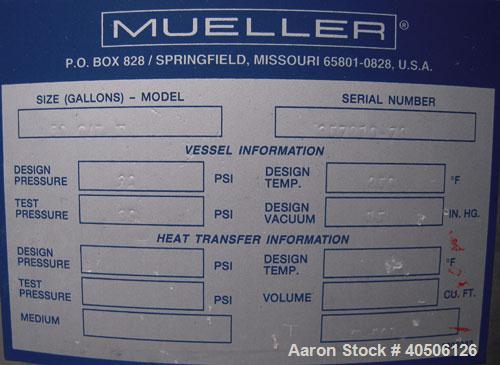 MUELLER®
P.O. BOX 828 / SPRINGFIELD, MISSOURI 65801-0828, U.S.A.
SIZE (GALLONS) - MODEL SERIAL NUMBER
VESSEL INFORMATION
DESIGN PRESSURE PSI DESIGN TEMP. °F
TEST PRESSURE PSI DESIGN VACUUM IN. HG.
HEAT TRANSFER INFORMATION
DESIGN PRESSURE PSI DESIGN TEMP. °F
TEST PRESSURE PSI VOLUME CU. FT.
MEDIUM
Aaron Stock # 40506126